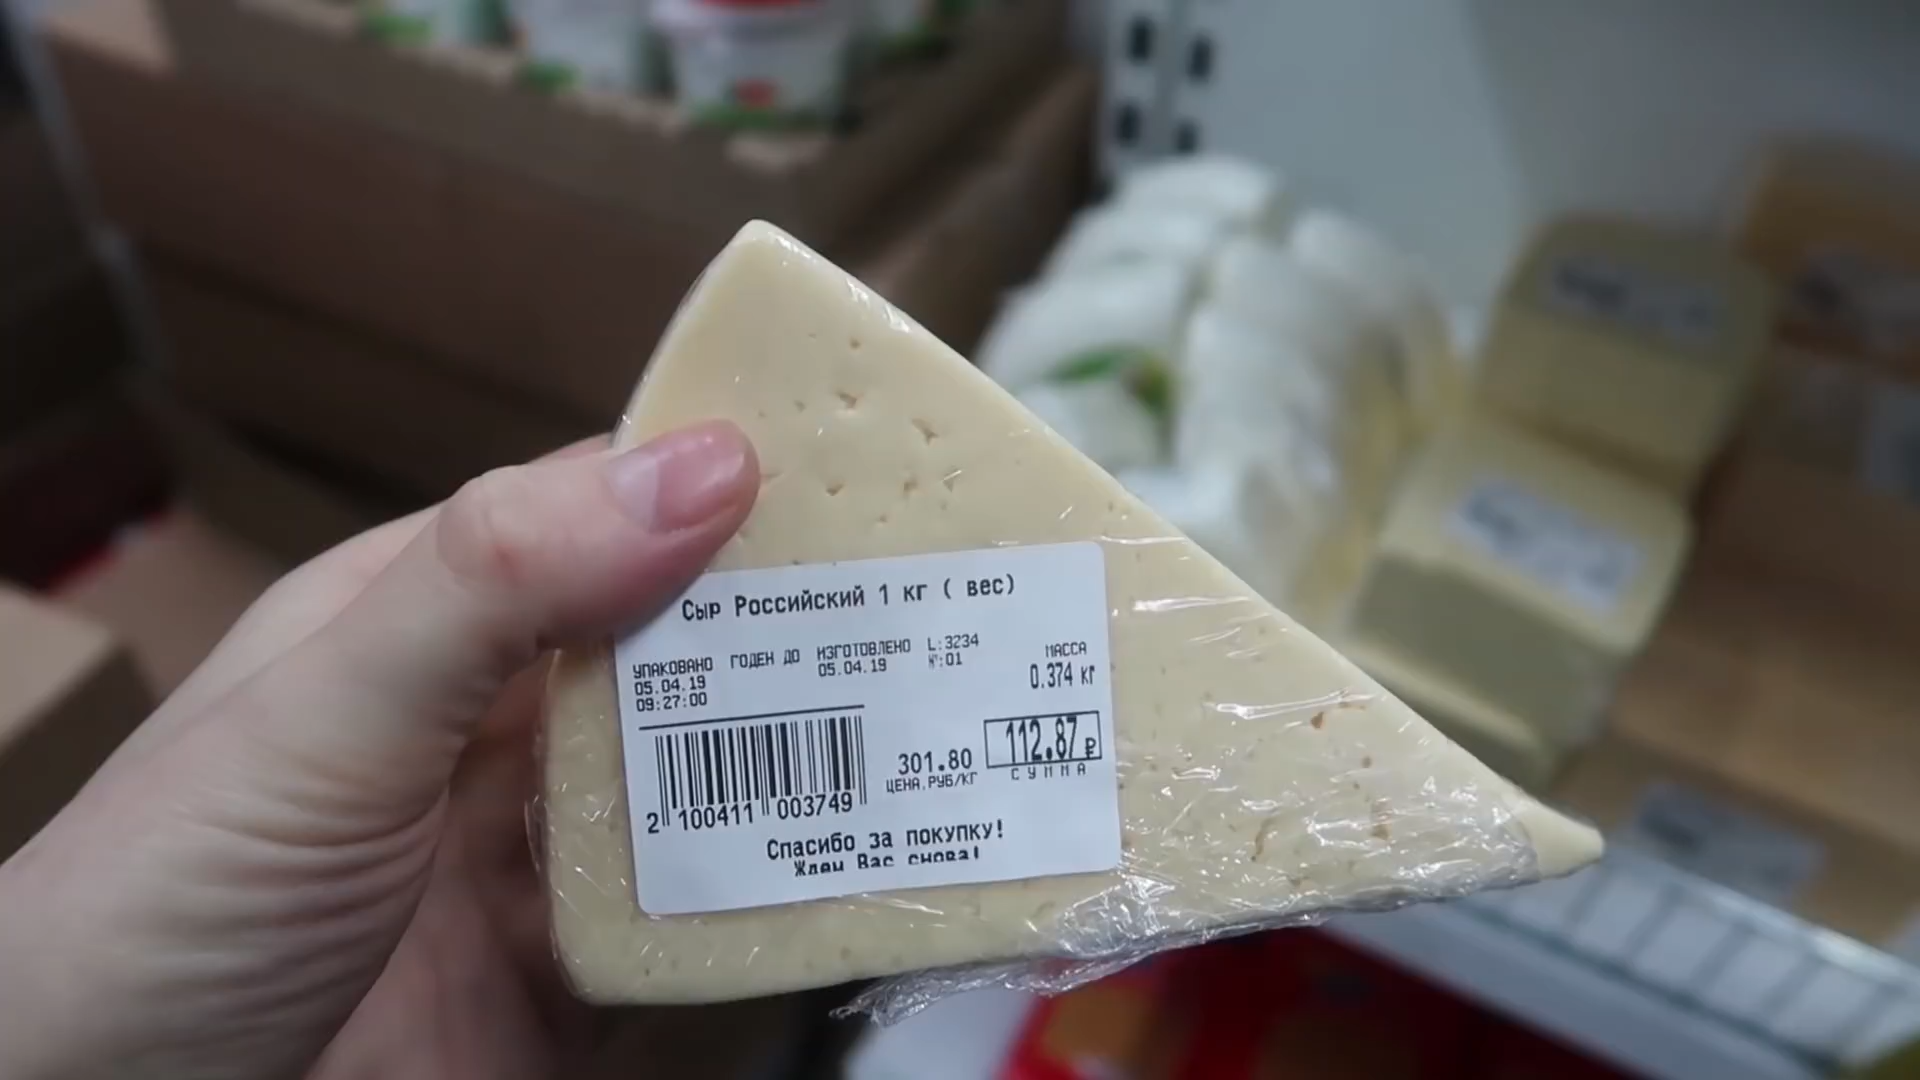 Сыр Российский 1 кг ( вес)
УПАКОВАНО ГОДЕН ДО ИЗГОТОВЛЕНО L:3234 МАССА
05.04.19 05.04.19 №:01 0.374 кг
09:27:00
301.80 112.87₽
ЦЕНА,РУБ/КГ СУММА
2 100411 003749
Спасибо за покупку!
Ждем Вас снова!